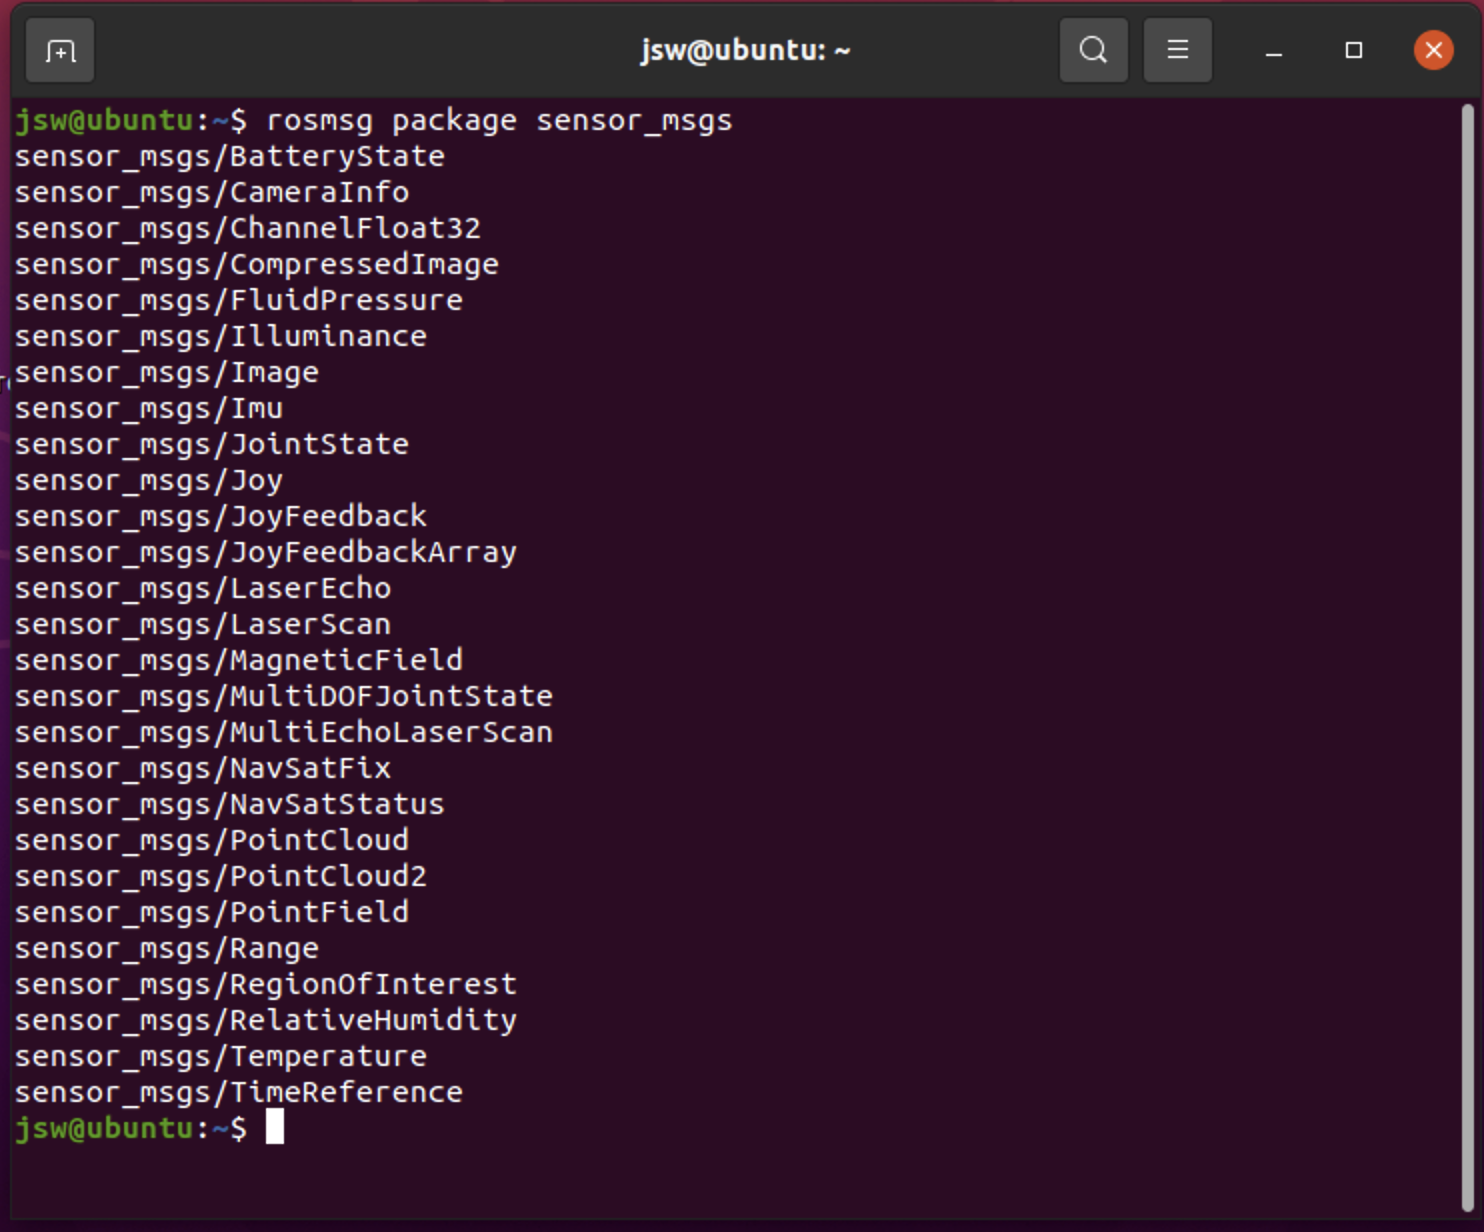 jsw@ubuntu: ~
jsw@ubuntu:~$ rosmsg package sensor_msgs
sensor_msgs/BatteryState
sensor_msgs/CameraInfo
sensor_msgs/ChannelFloat32
sensor_msgs/CompressedImage
sensor_msgs/FluidPressure
sensor_msgs/Illuminance
sensor_msgs/Image
sensor_msgs/Imu
sensor_msgs/JointState
sensor_msgs/Joy
sensor_msgs/JoyFeedback
sensor_msgs/JoyFeedbackArray
sensor_msgs/LaserEcho
sensor_msgs/LaserScan
sensor_msgs/MagneticField
sensor_msgs/MultiDOFJointState
sensor_msgs/MultiEchoLaserScan
sensor_msgs/NavSatFix
sensor_msgs/NavSatStatus
sensor_msgs/PointCloud
sensor_msgs/PointCloud2
sensor_msgs/PointField
sensor_msgs/Range
sensor_msgs/RegionOfInterest
sensor_msgs/RelativeHumidity
sensor_msgs/Temperature
sensor_msgs/TimeReference
jsw@ubuntu:~$